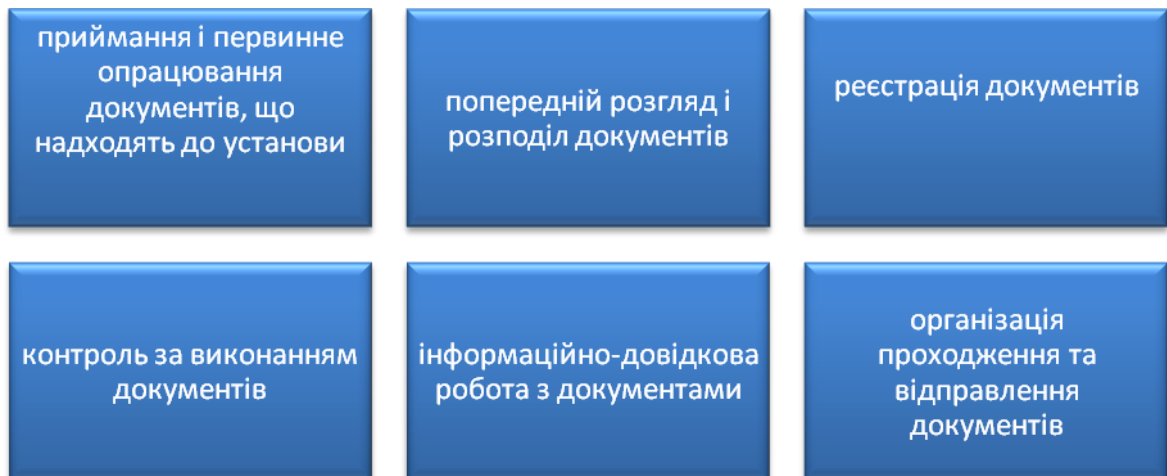 приймання і первинне
опрацювання
документів, що
надходять до установи
попередній розгляд і
розподіл документів
реєстрація документів
контроль за виконанням
документів
інформаційно-довідкова
робота з документами
організація
проходження та
відправлення
документів